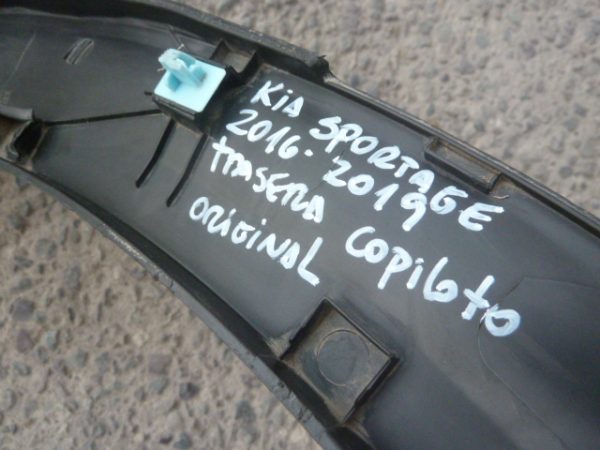 KiA SPORTAGE
2016-2019
trASERA COPiLOto
ORiGiNAL